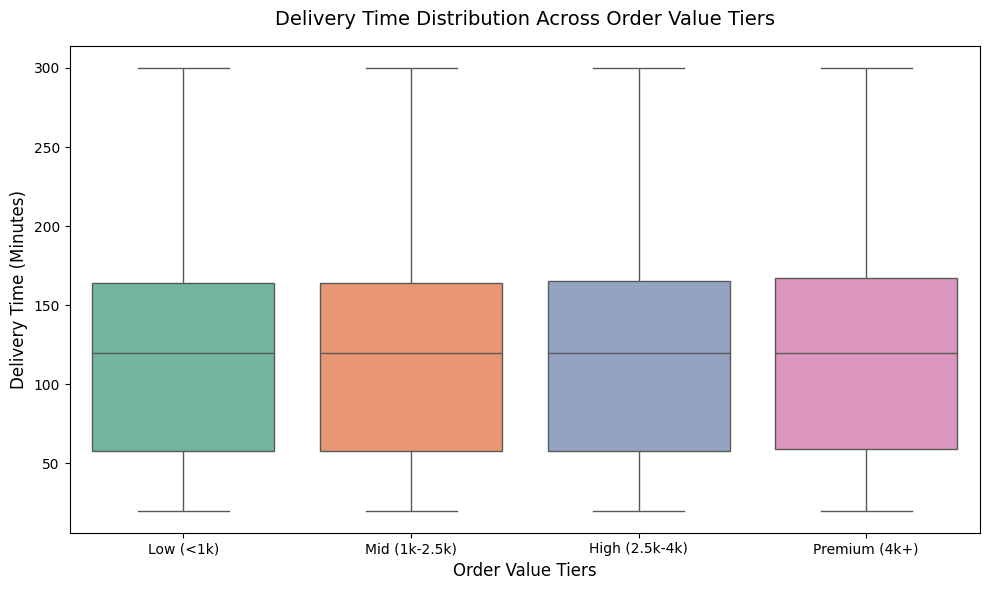 Delivery Time Distribution Across Order Value Tiers
300
250
200
150
100
50
Delivery Time (Minutes)
Low (<1k) Mid (1k-2.5k) High (2.5k-4k) Premium (4k+)
Order Value Tiers